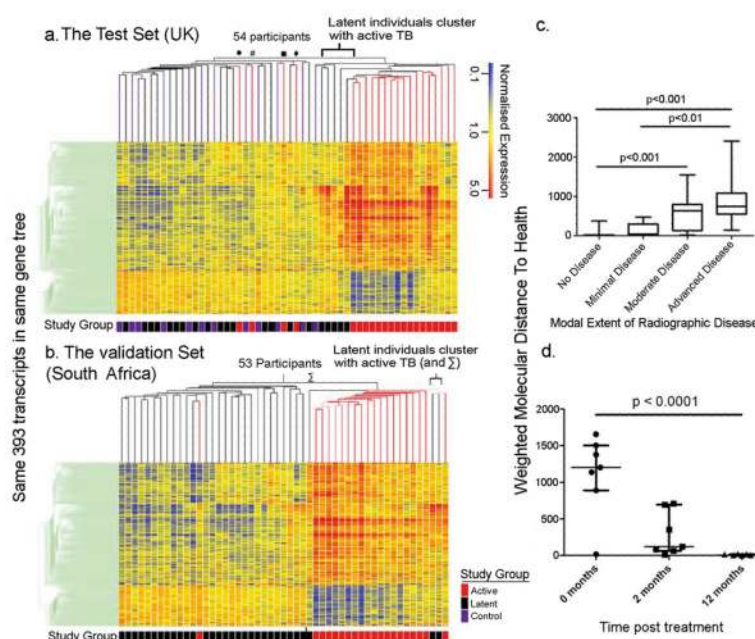 a. The Test Set (UK)
54 participants
Latent individuals cluster
with active TB
0.1
1.0
5.0
Normalised Expression
Study Group
b. The validation Set
(South Africa)
53 Participants
Latent individuals cluster
with active TB (and ∑)
∑
Same 393 transcripts in same gene tree
Study Group
Active
Latent
Control
Study Group
c.
p<0.001
p<0.01
p<0.001
3000
2000
1000
0
No Disease
Minimal Disease
Moderate Disease
Advanced Disease
Modal Extent of Radiographic Disease
Weighted Molecular Distance To Health
d.
p < 0.0001
2000
1500
1000
500
0
0 months
2 months
12 months
Time post treatment